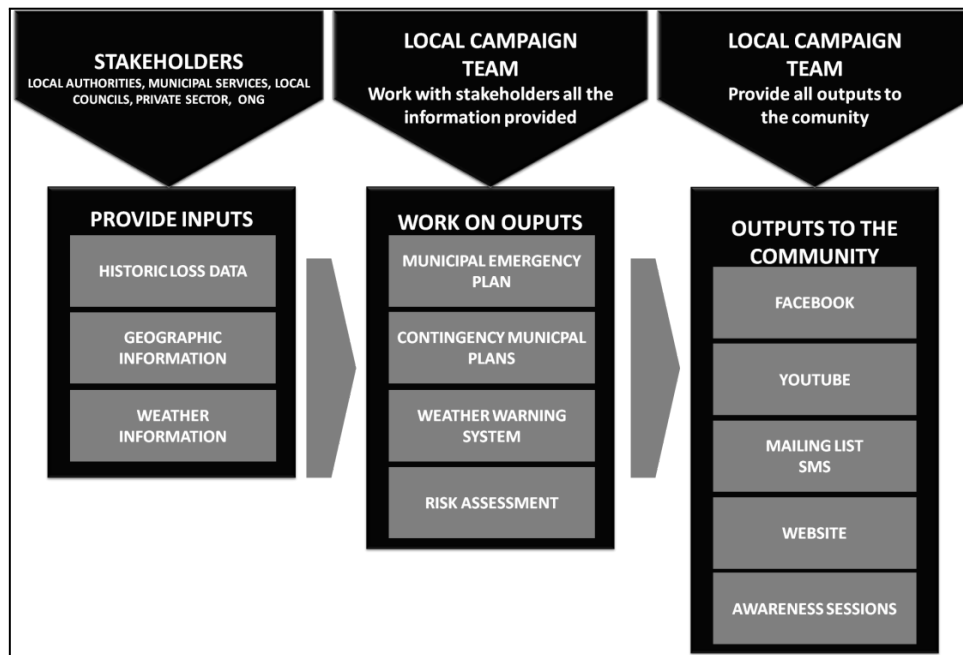 STAKEHOLDERS
LOCAL AUTHORITIES, MUNICIPAL SERVICES, LOCAL
COUNCILS, PRIVATE SECTOR, ONG
PROVIDE INPUTS
HISTORIC LOSS DATA
GEOGRAPHIC
INFORMATION
WEATHER
INFORMATION
LOCAL CAMPAIGN
TEAM
Work with stakeholders all the
information provided
WORK ON OUPUTS
MUNICIPAL EMERGENCY
PLAN
CONTINGENCY MUNICPAL
PLANS
WEATHER WARNING
SYSTEM
RISK ASSESSMENT
LOCAL CAMPAIGN
TEAM
Provide all outputs to
the comunity
OUTPUTS TO THE
COMMUNITY
FACEBOOK
YOUTUBE
MAILING LIST
SMS
WEBSITE
AWARENESS SESSIONS